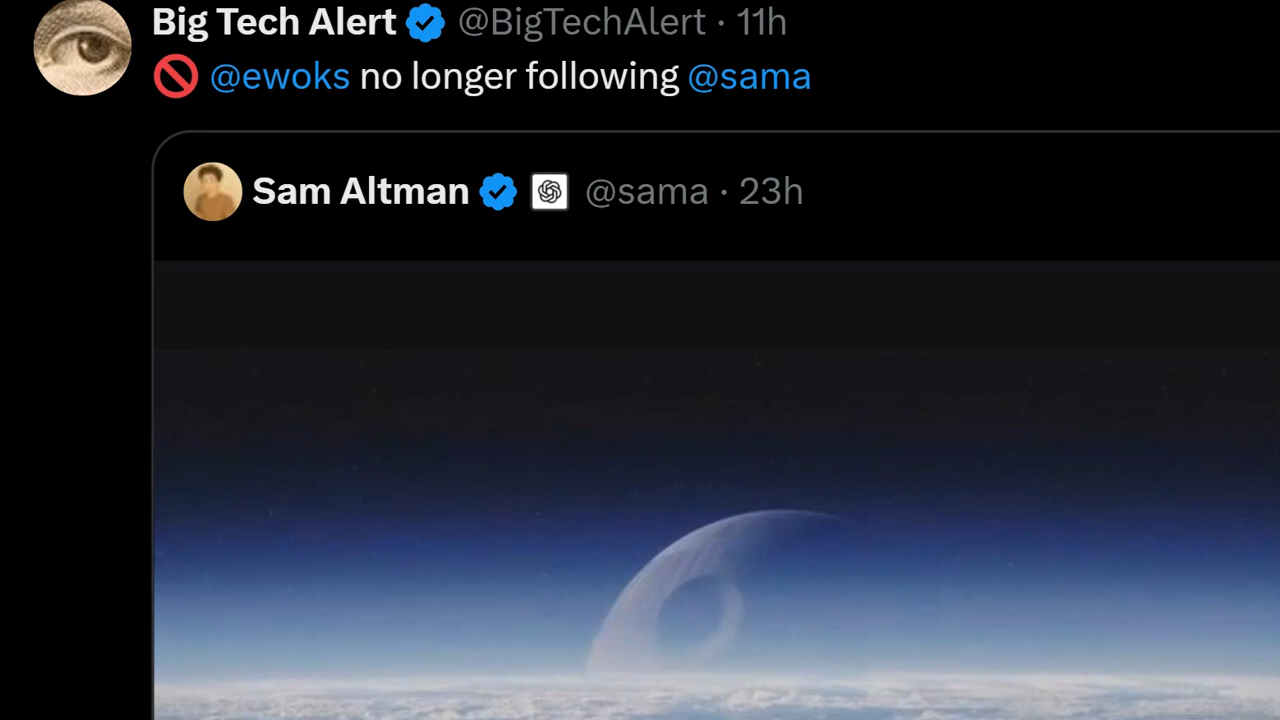 Big Tech Alert @BigTechAlert · 11h
🚫 @ewoks no longer following @sama
Sam Altman @sama · 23h